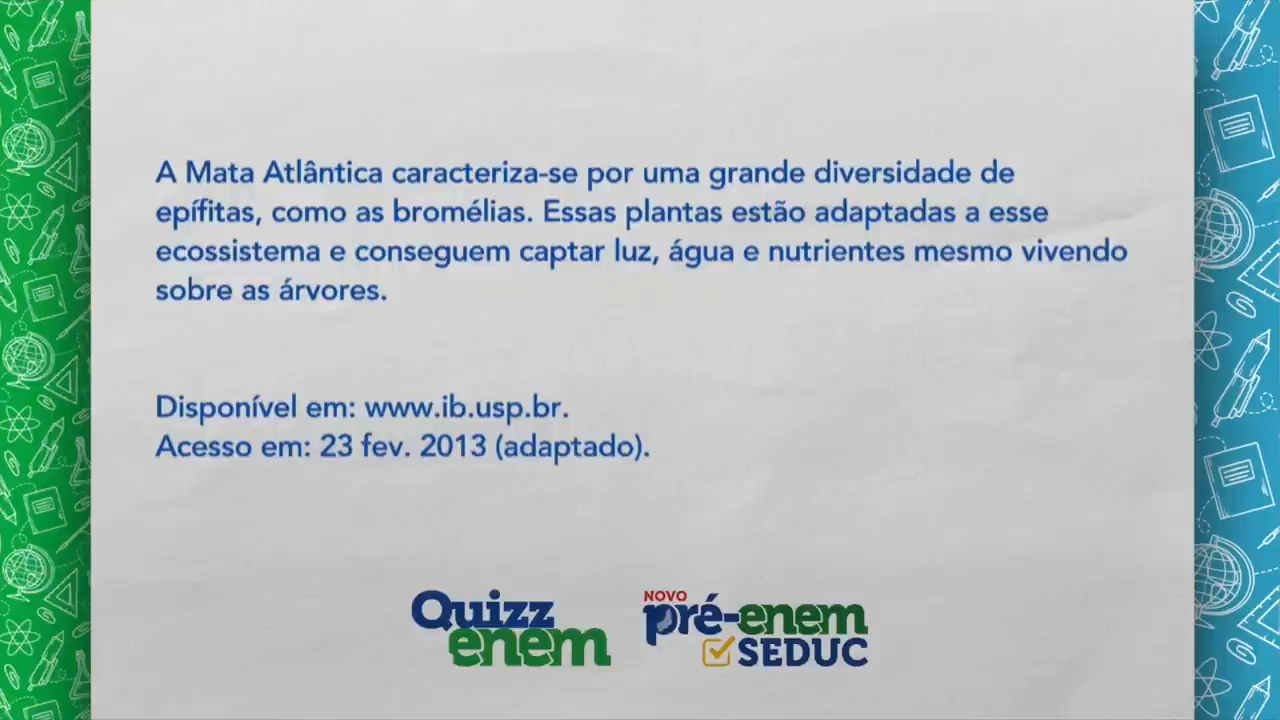 A Mata Atlântica caracteriza-se por uma grande diversidade de
epífitas, como as bromélias. Essas plantas estão adaptadas a esse
ecossistema e conseguem captar luz, água e nutrientes mesmo vivendo
sobre as árvores.
Disponível em: www.ib.usp.br.
Acesso em: 23 fev. 2013 (adaptado).
Quizz
enem
NOVO
pré-enem
SEDUC